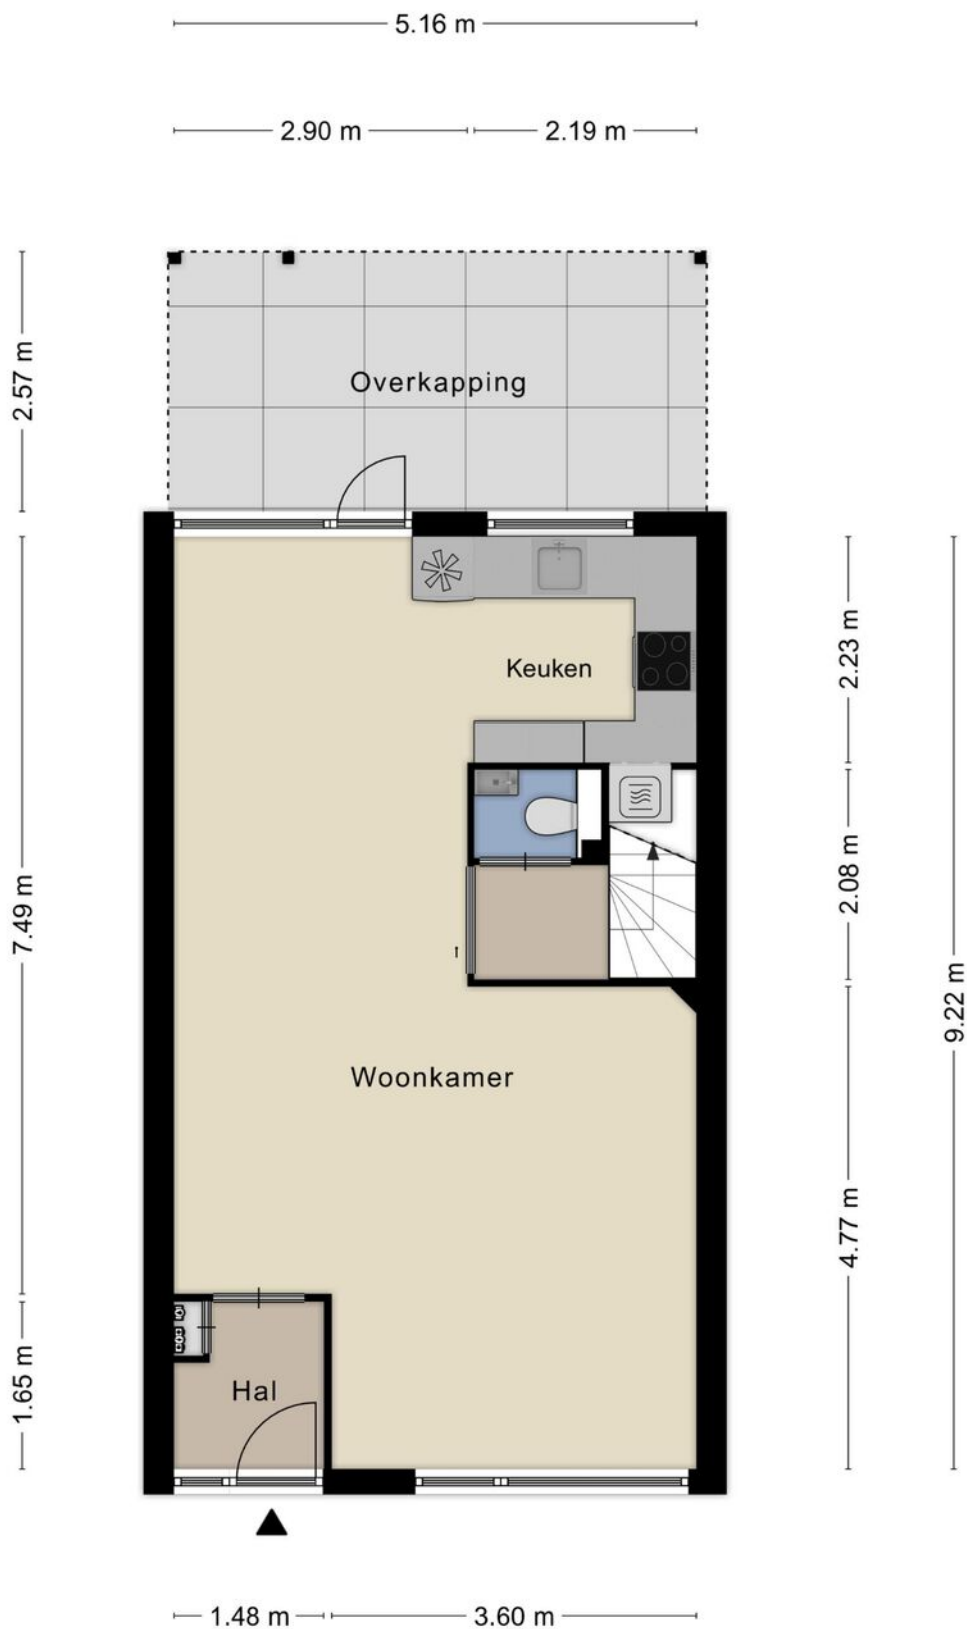 5.16 m
2.90 m
2.19 m
2.57 m
Overkapping
Keuken
2.23 m
7.49 m
2.08 m
9.22 m
Woonkamer
4.77 m
1.65 m
Hal
1.48 m
3.60 m